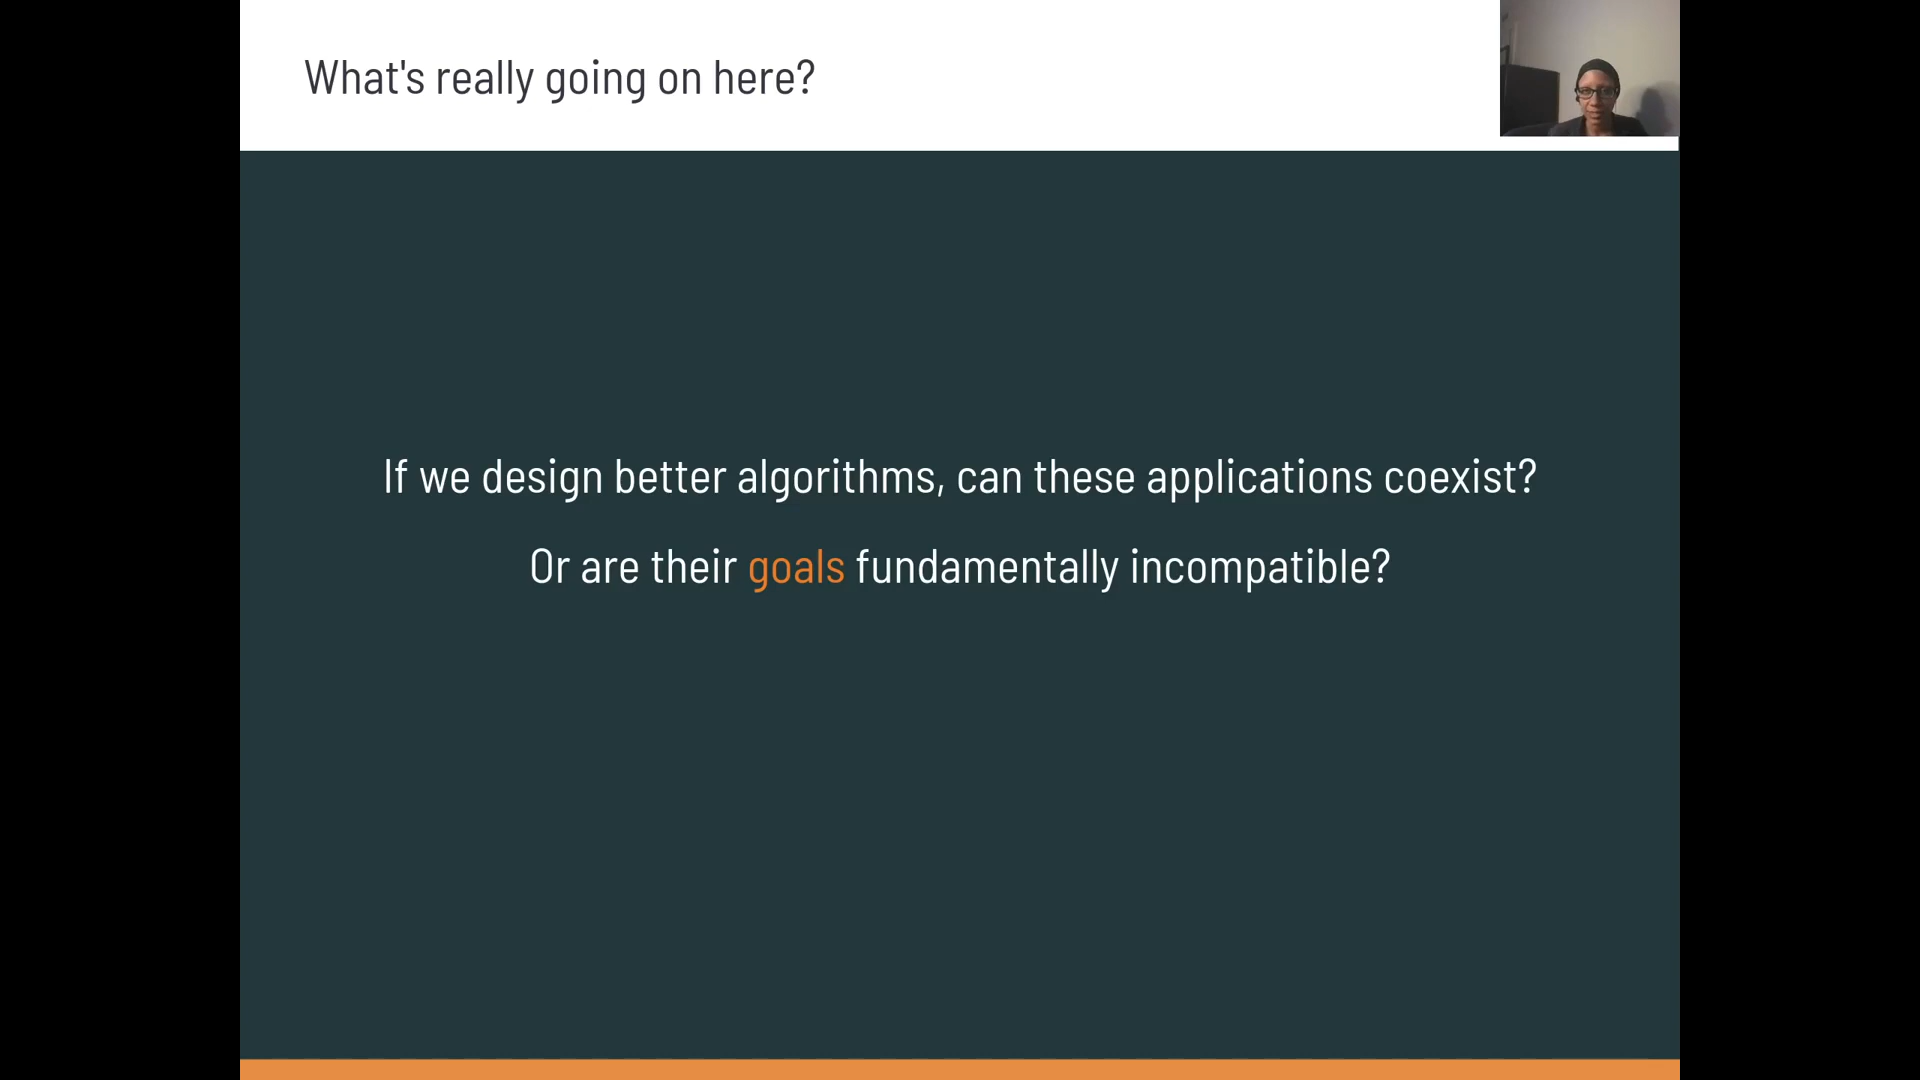 What's really going on here?
If we design better algorithms, can these applications coexist?
Or are their goals fundamentally incompatible?